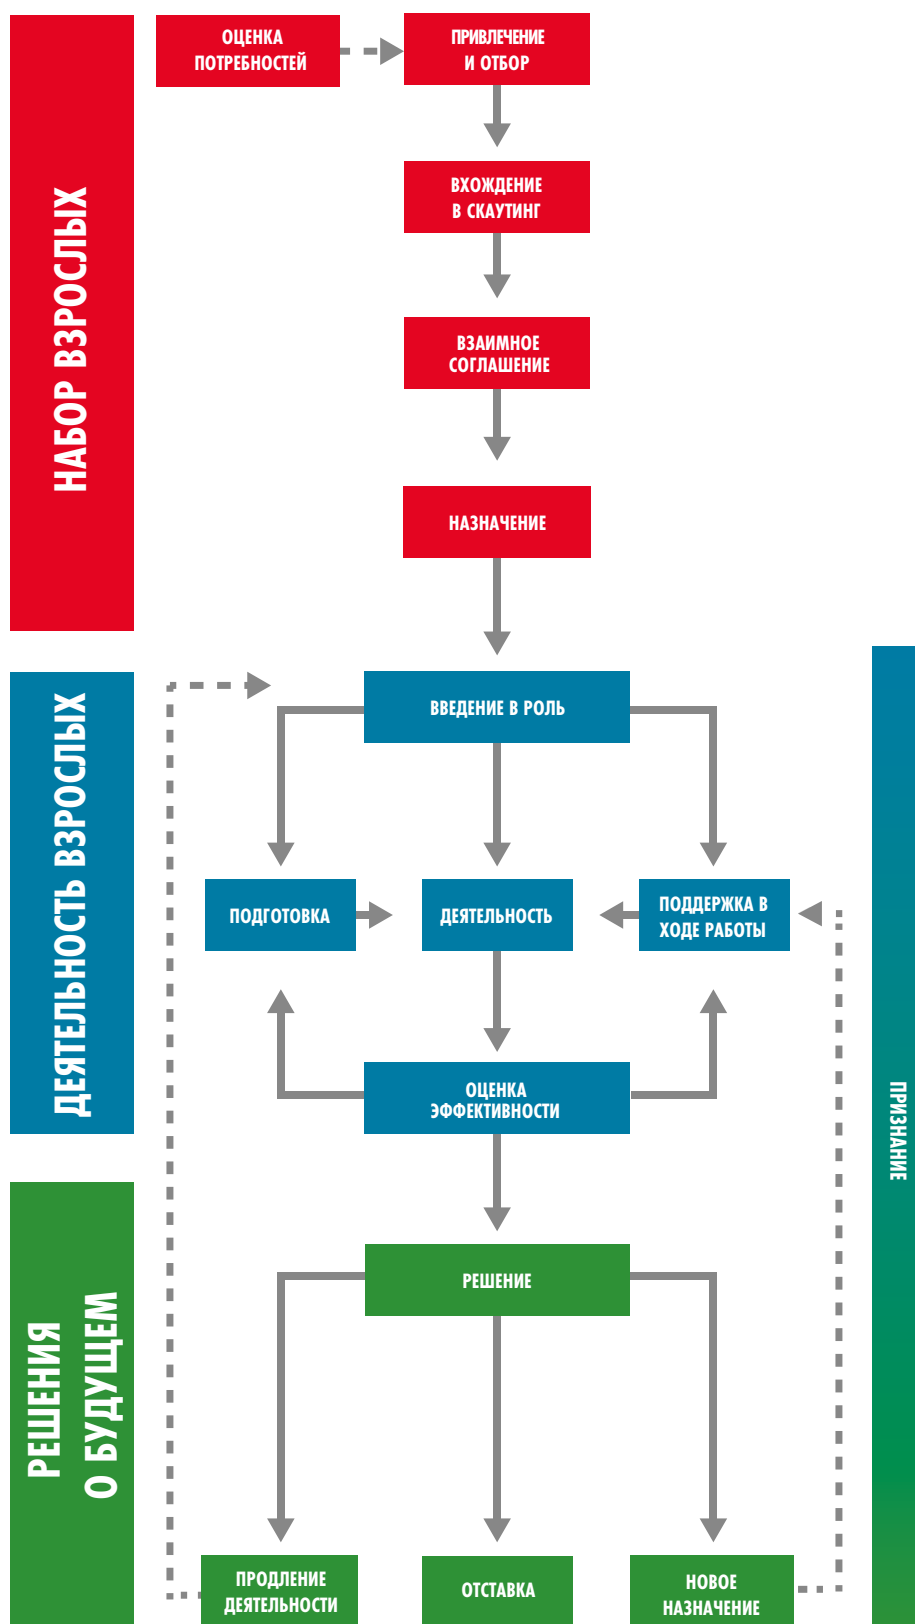 НАБОР ВЗРОСЛЫХ
ОЦЕНКА
ПОТРЕБНОСТЕЙ
ПРИВЛЕЧЕНИЕ
И ОТБОР
ВХОЖДЕНИЕ
В СКАУТИНГ
ВЗАИМНОЕ
СОГЛАШЕНИЕ
НАЗНАЧЕНИЕ
ДЕЯТЕЛЬНОСТЬ ВЗРОСЛЫХ
ВВЕДЕНИЕ В РОЛЬ
ПОДГОТОВКА
ДЕЯТЕЛЬНОСТЬ
ПОДДЕРЖКА В
ХОДЕ РАБОТЫ
ОЦЕНКА
ЭФФЕКТИВНОСТИ
ПРИЗНАНИЕ
РЕШЕНИЯ
О БУДУЩЕМ
РЕШЕНИЕ
ПРОДЛЕНИЕ
ДЕЯТЕЛЬНОСТИ
ОТСТАВКА
НОВОЕ
НАЗНАЧЕНИЕ